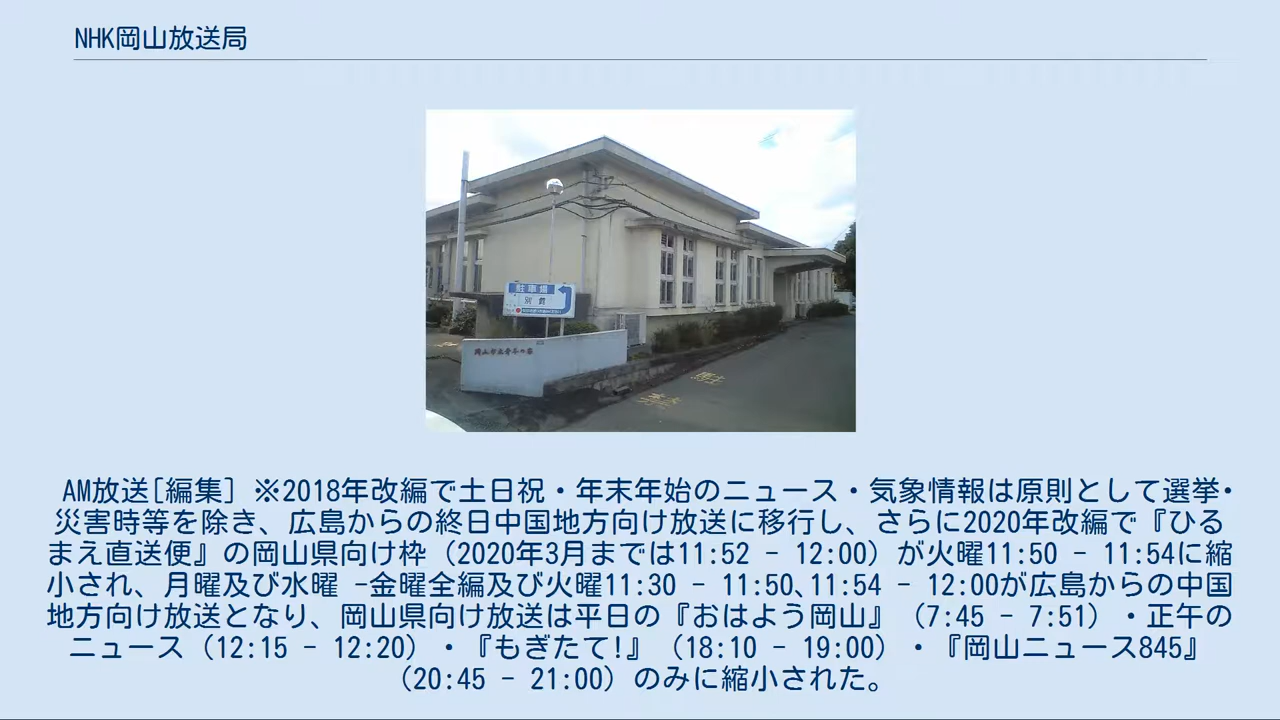 NHK岡山放送局
駐車場
別館
岡山市立青年の家
駐
禁
AM放送[編集] ※2018年改編で土日祝・年末年始のニュース・気象情報は原則として選挙・
災害時等を除き、広島からの終日中国地方向け放送に移行し、さらに2020年改編で『ひる
まえ直送便』の岡山県向け枠（2020年3月までは11:52 - 12:00）が火曜11:50 - 11:54に縮
小され、月曜及び水曜 -金曜全編及び火曜11:30 - 11:50､11:54 - 12:00が広島からの中国
地方向け放送となり、岡山県向け放送は平日の『おはよう岡山』（7:45 - 7:51）・正午の
ニュース（12:15 - 12:20）・『もぎたて!』（18:10 - 19:00）・『岡山ニュース845』
（20:45 - 21:00）のみに縮小された。